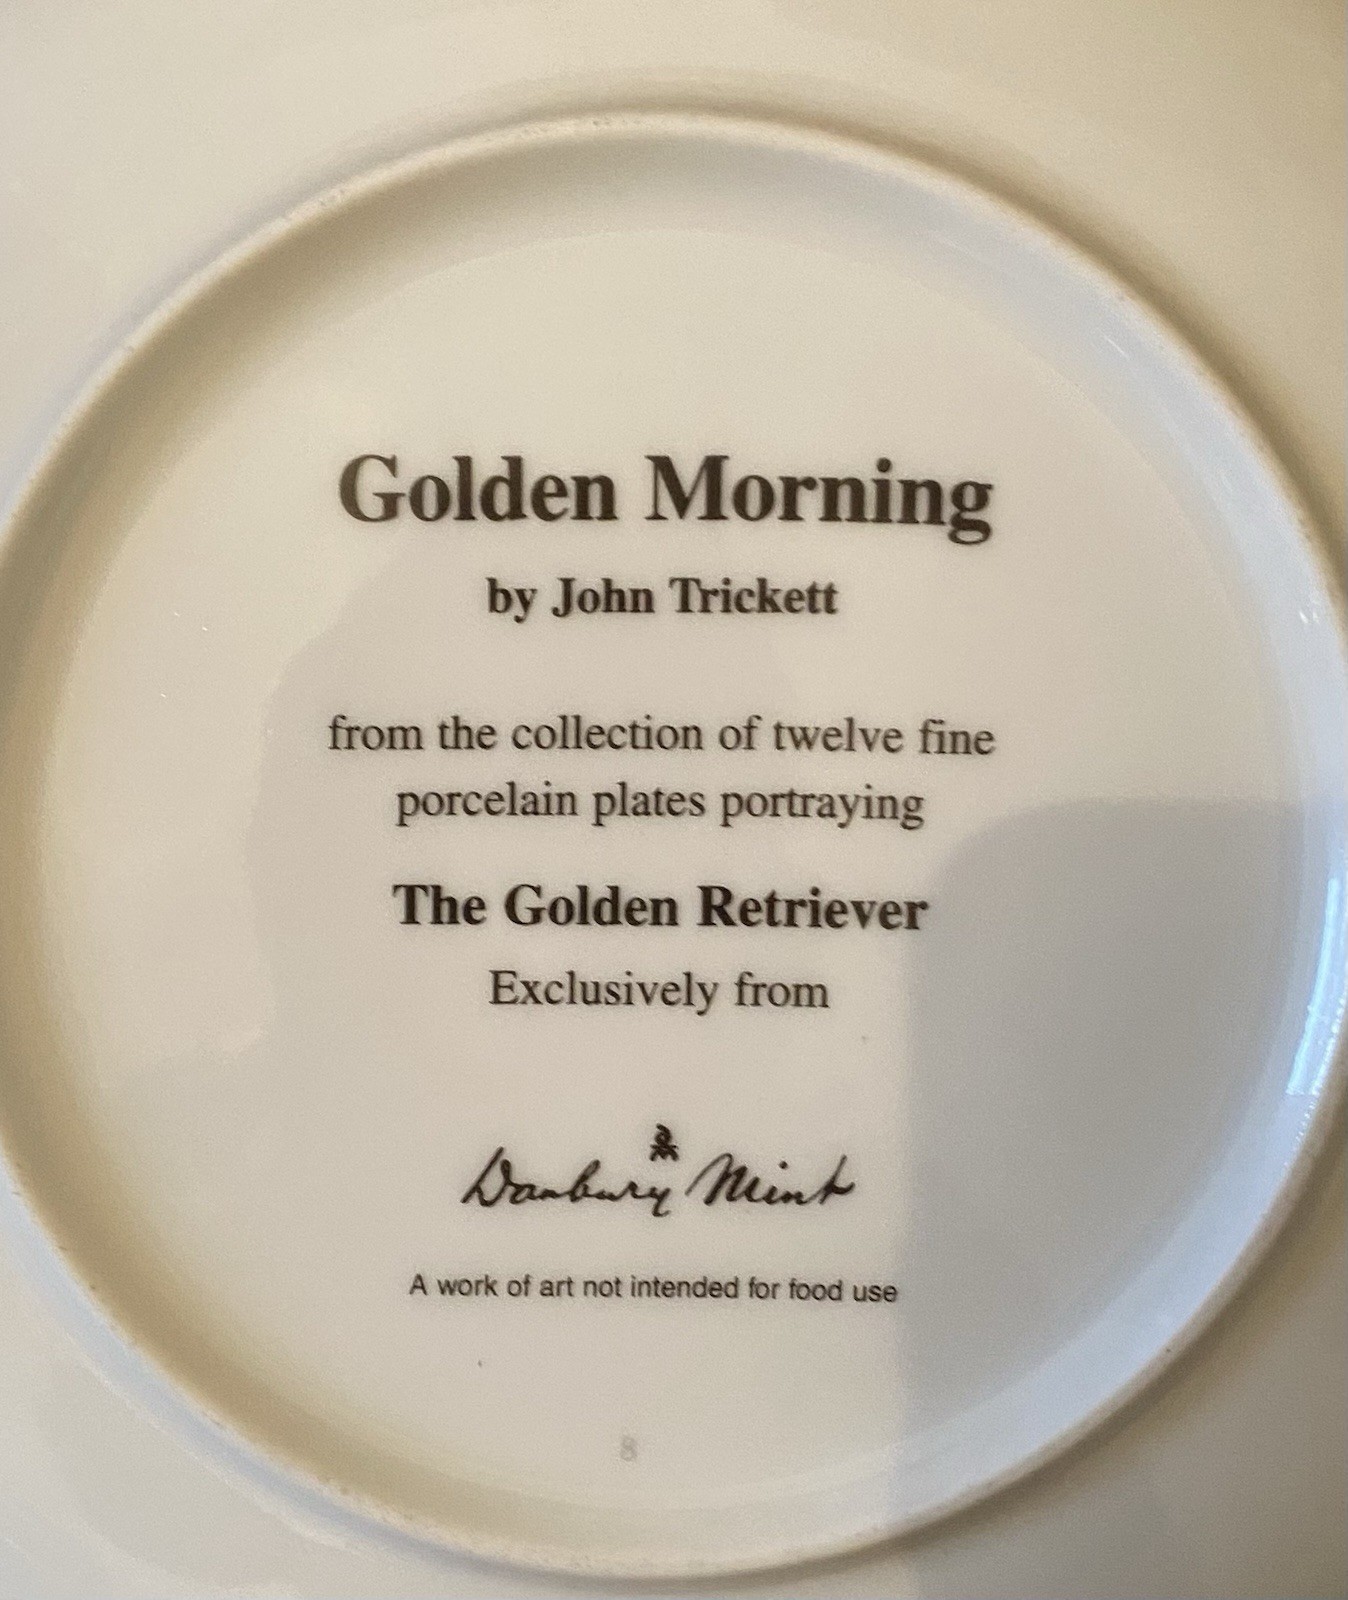 Golden Morning
by John Trickett
from the collection of twelve fine
porcelain plates portraying
The Golden Retriever
Exclusively from
Danbury Mint
A work of art not intended for food use
8